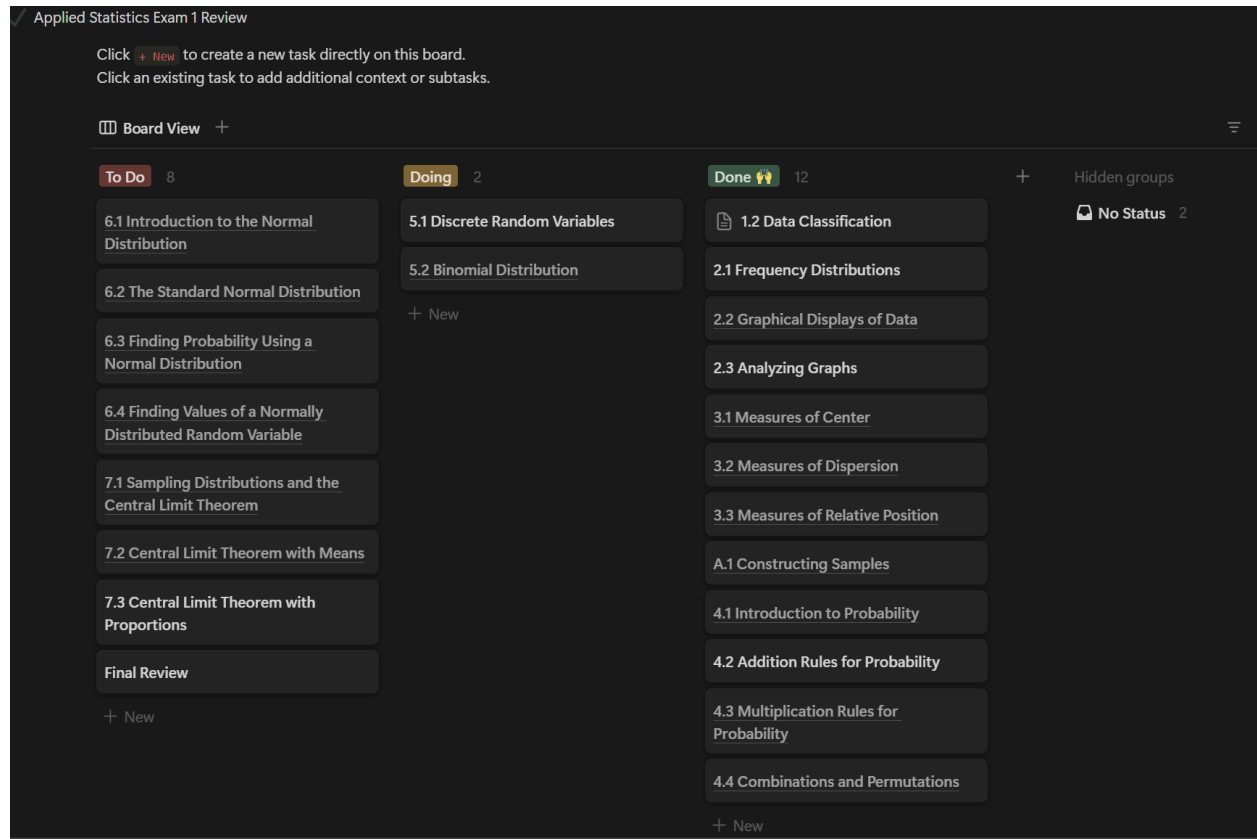 Applied Statistics Exam 1 Review
Click + New to create a new task directly on this board.
Click an existing task to add additional context or subtasks.
Board View +
To Do 8
6.1 Introduction to the Normal
Distribution
6.2 The Standard Normal Distribution
6.3 Finding Probability Using a
Normal Distribution
6.4 Finding Values of a Normally
Distributed Random Variable
7.1 Sampling Distributions and the
Central Limit Theorem
7.2 Central Limit Theorem with Means
7.3 Central Limit Theorem with
Proportions
Final Review
+ New
Doing 2
5.1 Discrete Random Variables
5.2 Binomial Distribution
+ New
Done 🙌 12
1.2 Data Classification
2.1 Frequency Distributions
2.2 Graphical Displays of Data
2.3 Analyzing Graphs
3.1 Measures of Center
3.2 Measures of Dispersion
3.3 Measures of Relative Position
A.1 Constructing Samples
4.1 Introduction to Probability
4.2 Addition Rules for Probability
4.3 Multiplication Rules for
Probability
4.4 Combinations and Permutations
+ New
+
Hidden groups
No Status 2